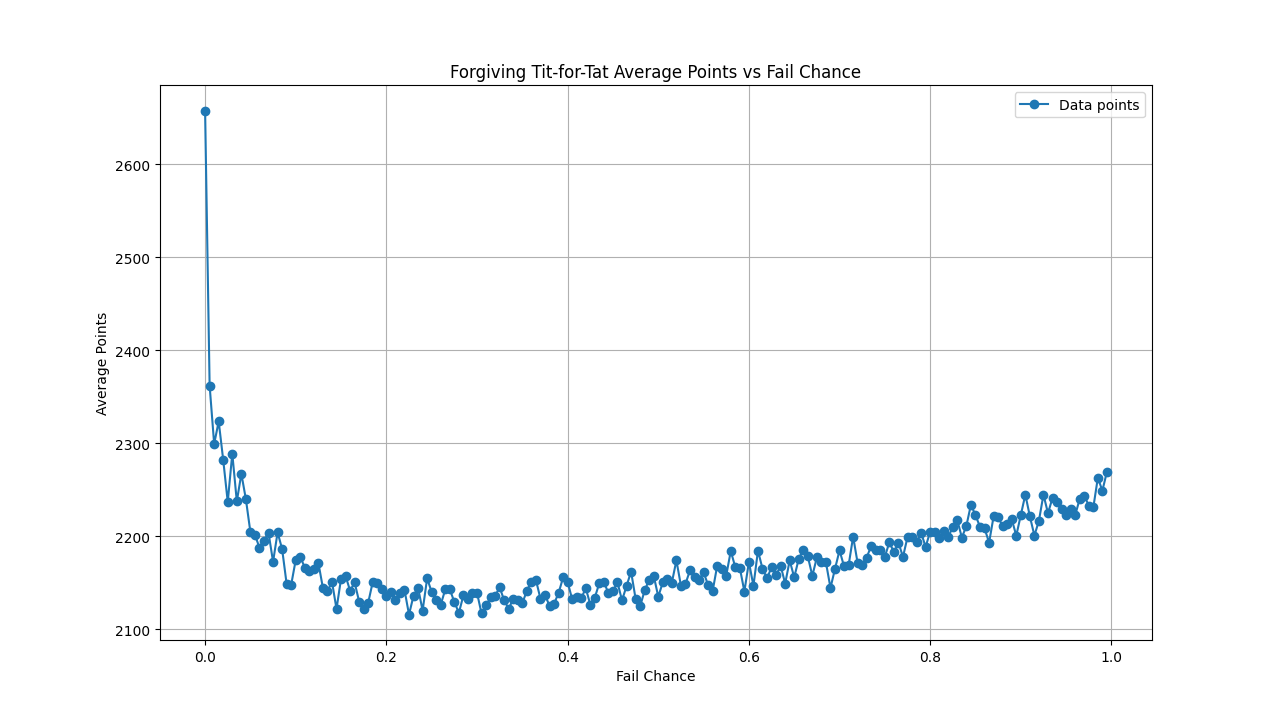 Forgiving Tit-for-Tat Average Points vs Fail Chance
Data points
2600
2500
2400
2300
2200
2100
Average Points
0.0 0.2 0.4 0.6 0.8 1.0
Fail Chance